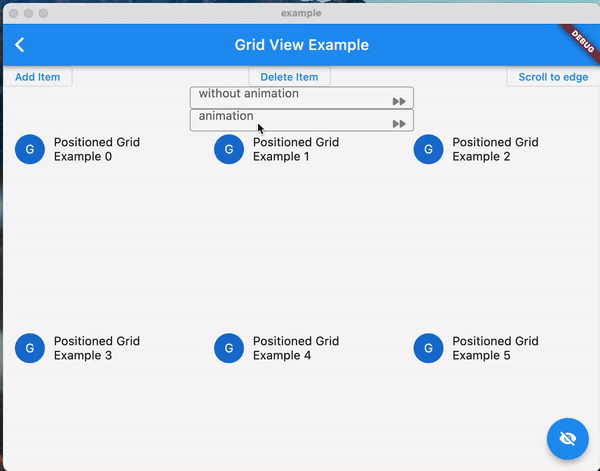 example
Grid View Example
DEBUG
Add Item
Delete Item
Scroll to edge
without animation
animation
G
Positioned Grid
Example 0
G
Positioned Grid
Example 1
G
Positioned Grid
Example 2
G
Positioned Grid
Example 3
G
Positioned Grid
Example 4
G
Positioned Grid
Example 5